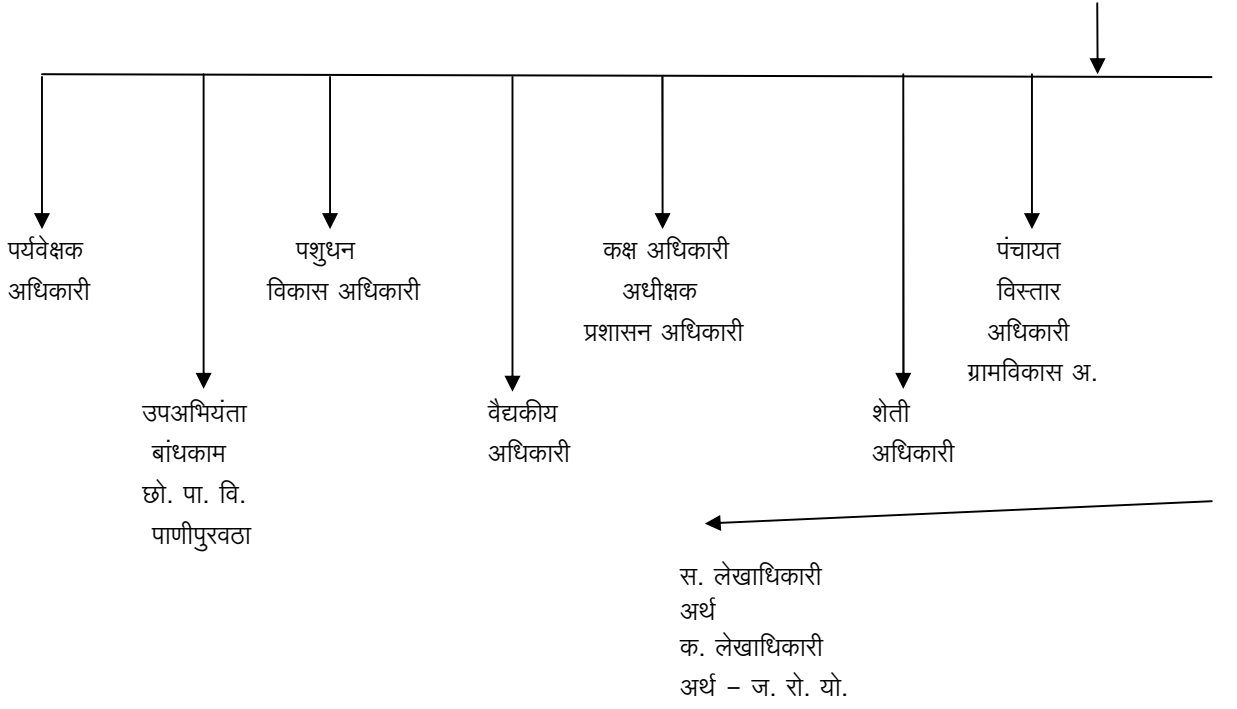 पर्यवेक्षक
अधिकारी
पशुधन
विकास अधिकारी
कक्ष अधिकारी
अधीक्षक
प्रशासन अधिकारी
पंचायत
विस्तार
अधिकारी
ग्रामविकास अ.
उपअभियंता
बांधकाम
छो. पा. वि.
पाणीपुरवठा
वैद्यकीय
अधिकारी
शेती
अधिकारी
स. लेखाधिकारी
अर्थ
क. लेखाधिकारी
अर्थ – ज. रो. यो.